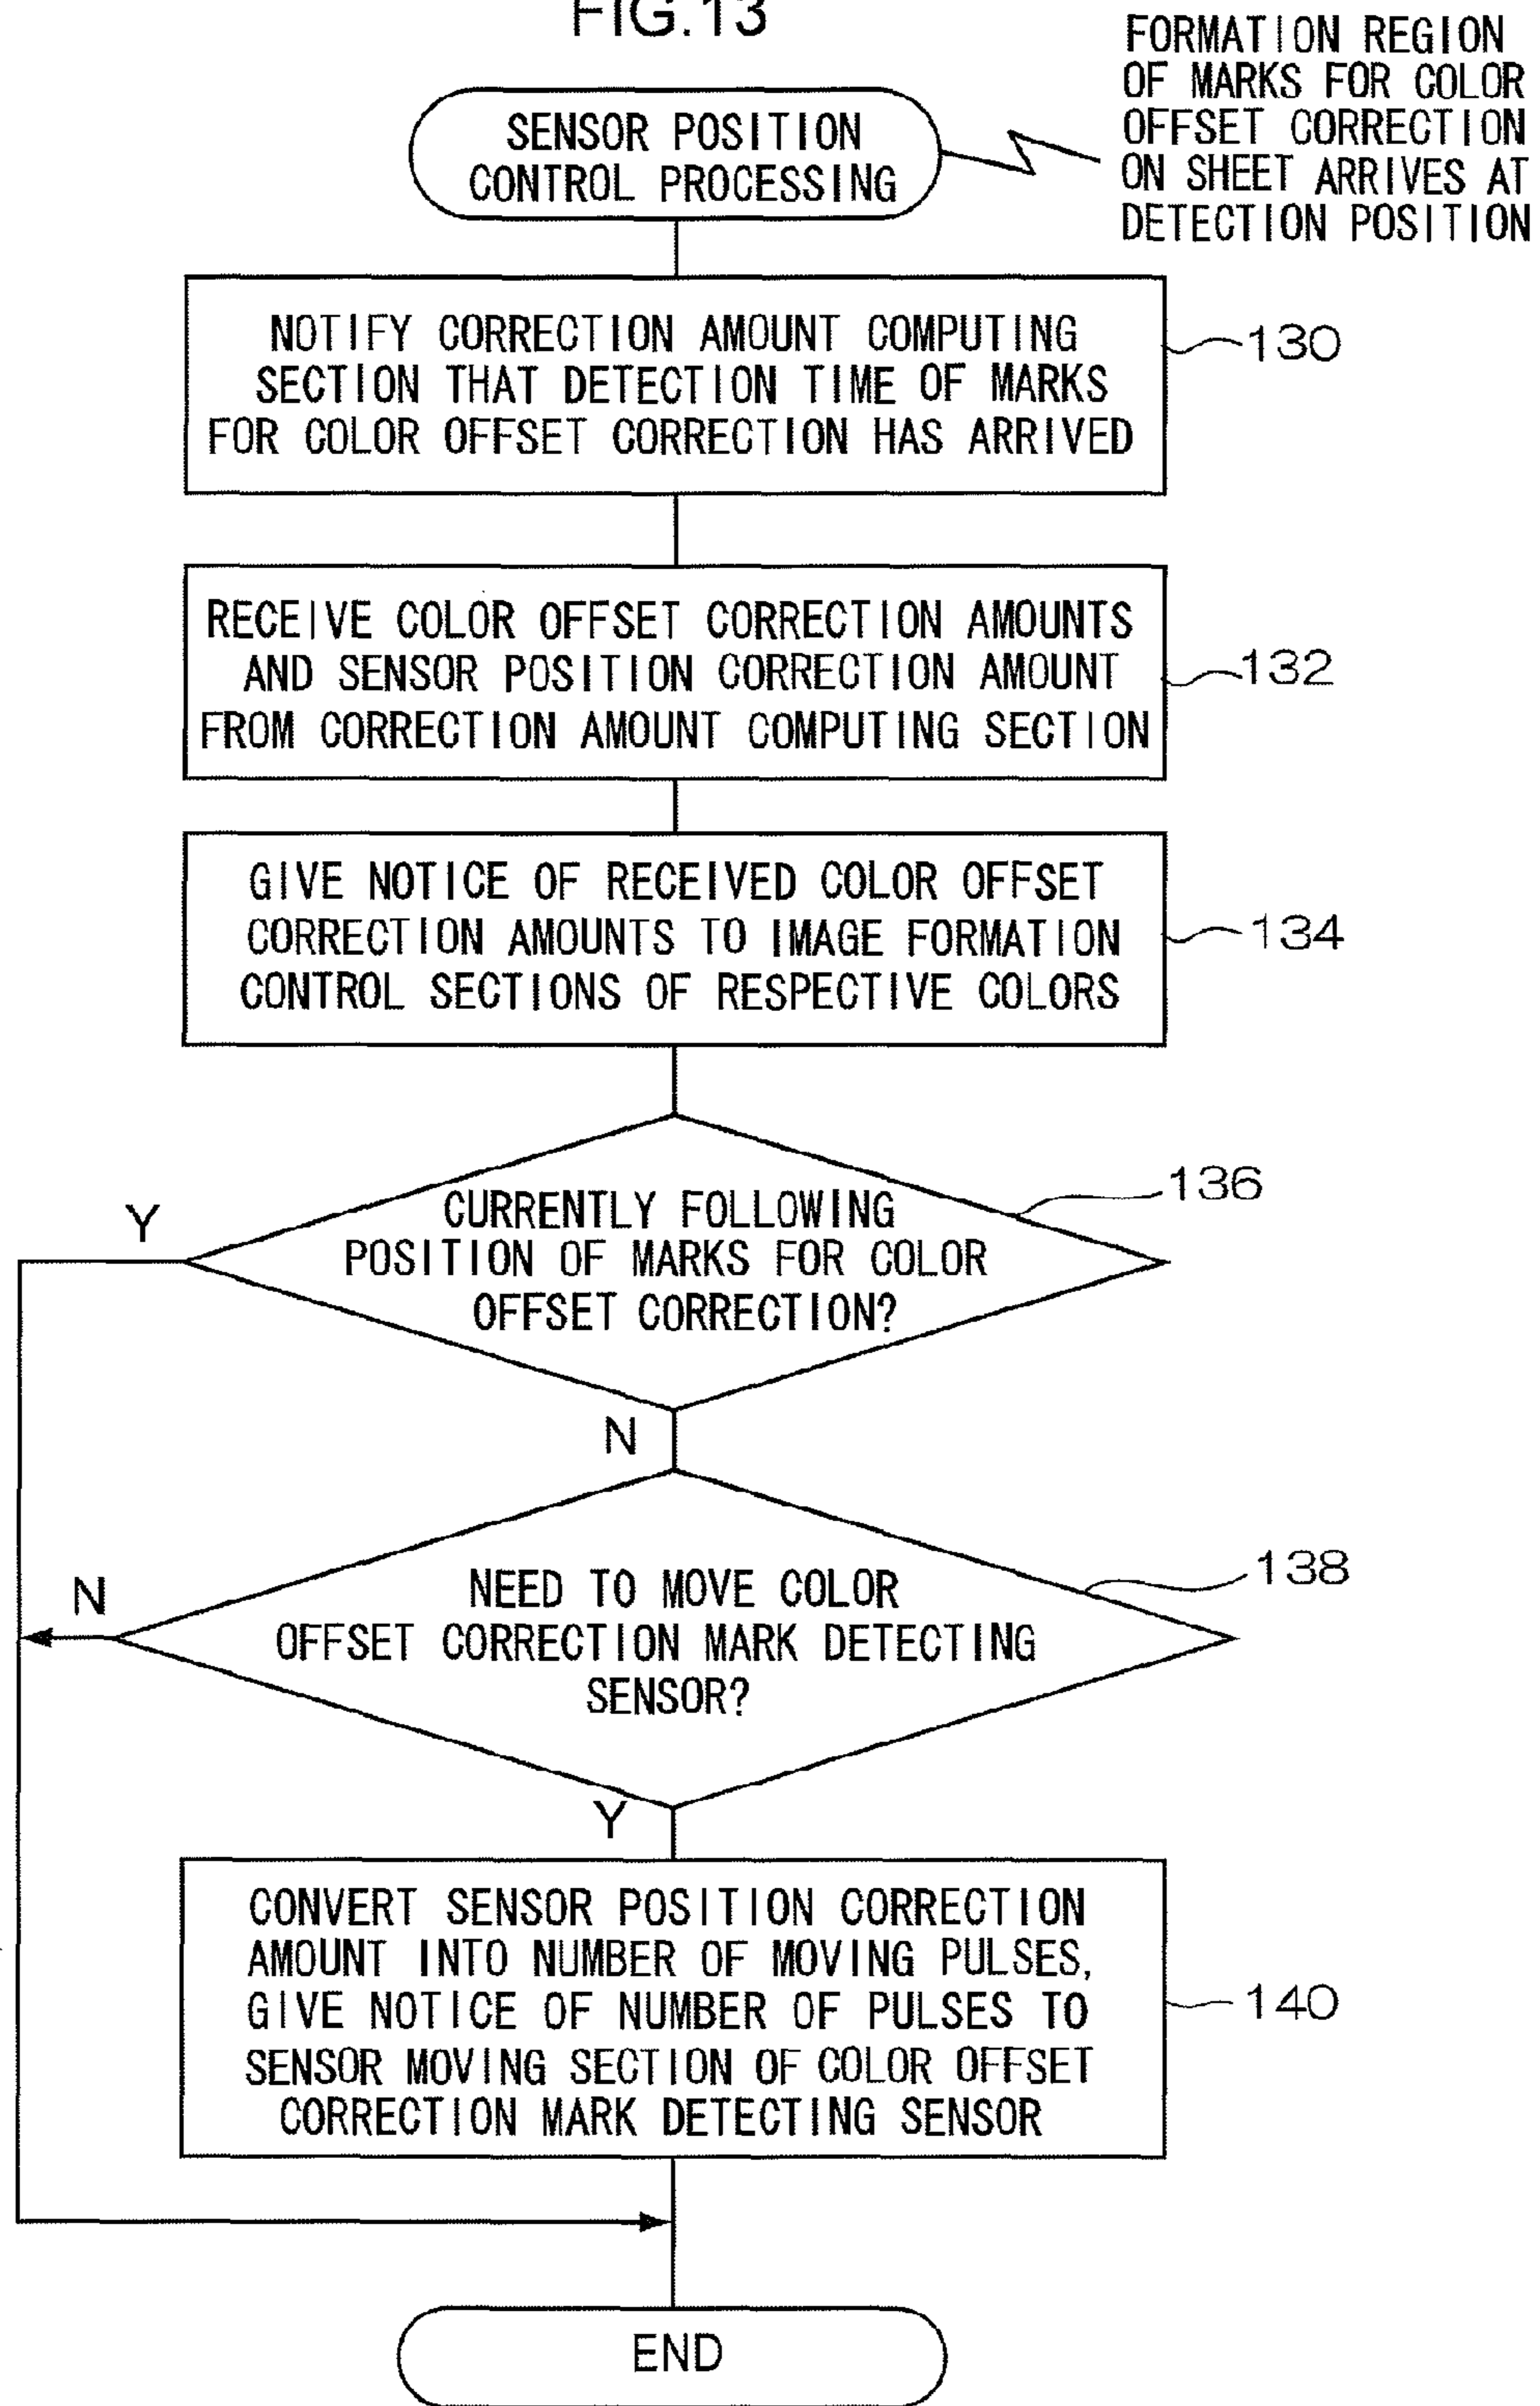 FIG.13
FORMATION REGION
OF MARKS FOR COLOR
OFFSET CORRECTION
ON SHEET ARRIVES AT
DETECTION POSITION
SENSOR POSITION
CONTROL PROCESSING
NOTIFY CORRECTION AMOUNT COMPUTING
SECTION THAT DETECTION TIME OF MARKS
FOR COLOR OFFSET CORRECTION HAS ARRIVED
130
RECEIVE COLOR OFFSET CORRECTION AMOUNTS
AND SENSOR POSITION CORRECTION AMOUNT
FROM CORRECTION AMOUNT COMPUTING SECTION
132
GIVE NOTICE OF RECEIVED COLOR OFFSET
CORRECTION AMOUNTS TO IMAGE FORMATION
CONTROL SECTIONS OF RESPECTIVE COLORS
134
136
Y
CURRENTLY FOLLOWING
POSITION OF MARKS FOR COLOR
OFFSET CORRECTION?
N
138
N
NEED TO MOVE COLOR
OFFSET CORRECTION MARK DETECTING
SENSOR?
Y
CONVERT SENSOR POSITION CORRECTION
AMOUNT INTO NUMBER OF MOVING PULSES,
GIVE NOTICE OF NUMBER OF PULSES TO
SENSOR MOVING SECTION OF COLOR OFFSET
CORRECTION MARK DETECTING SENSOR
140
END